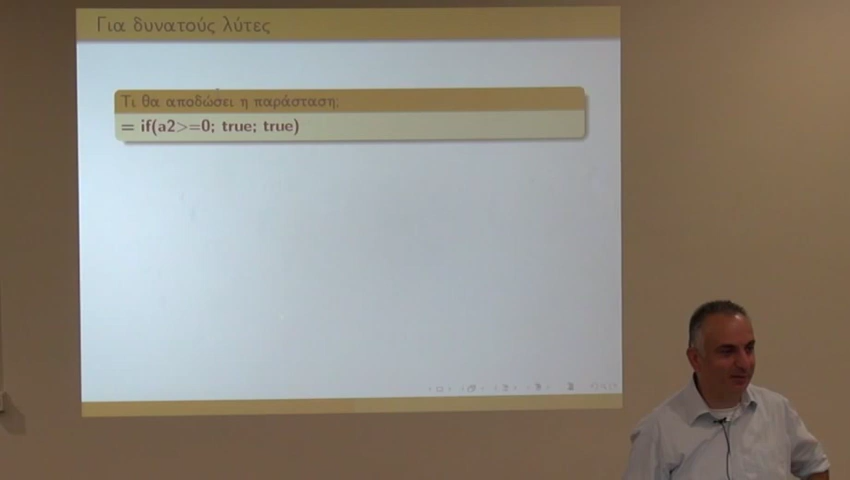 Για δυνατούς λύτες
Τι θα αποδώσει η παράσταση;
= if(a2>=0; true; true)